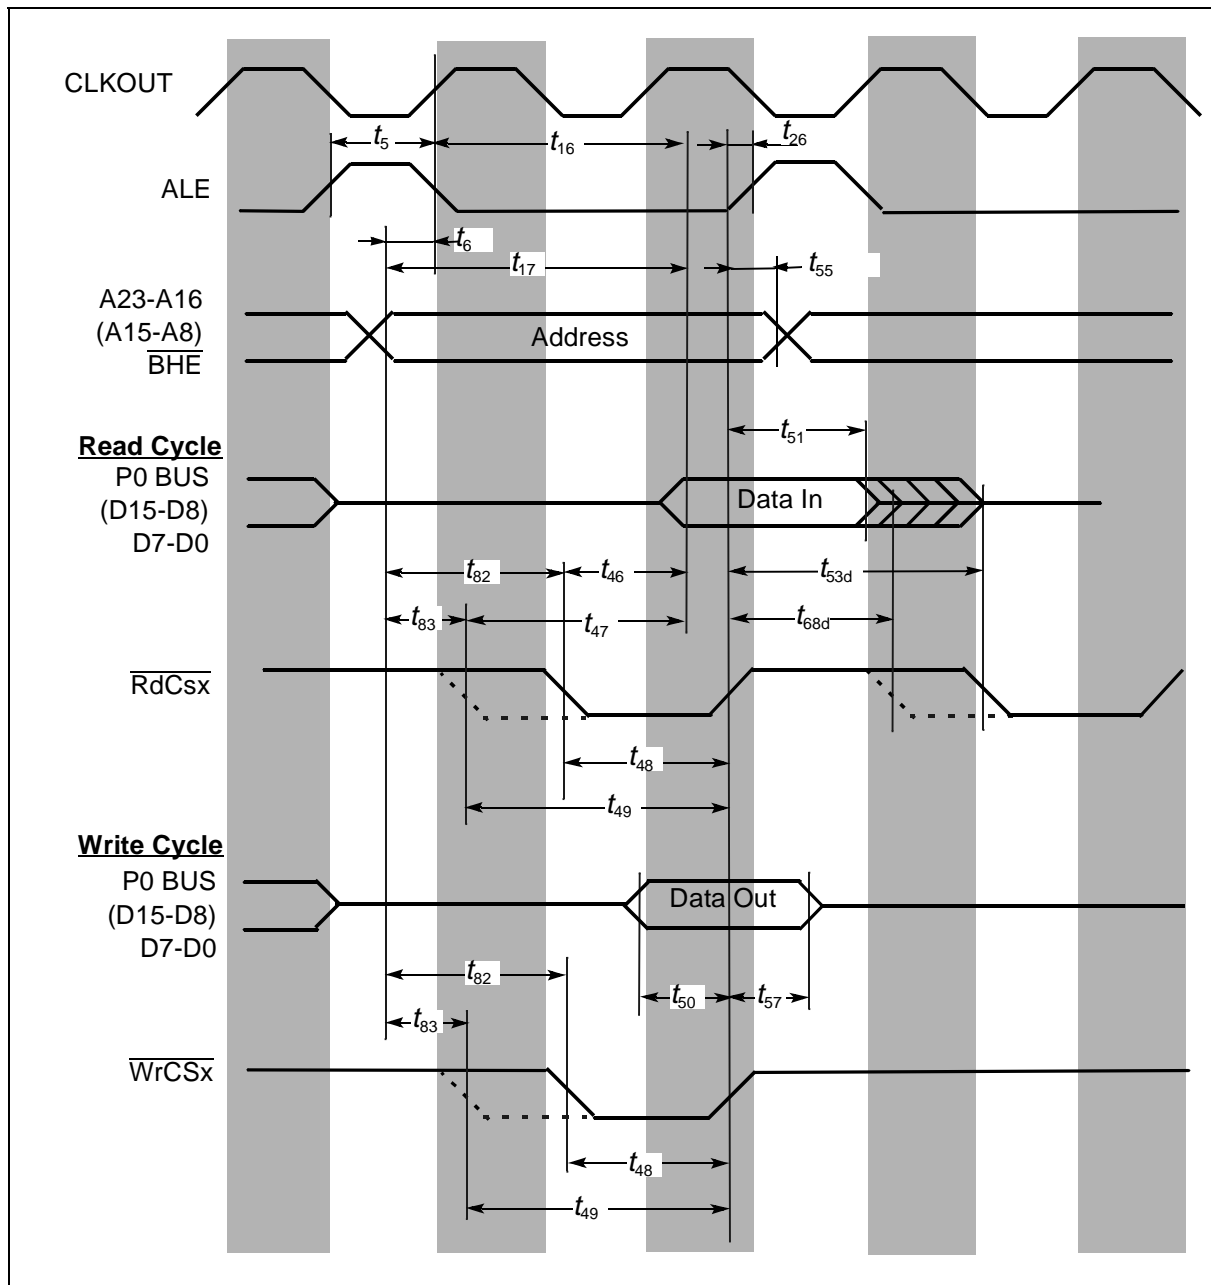 CLKOUT
t5
t16
t26
ALE
t6
t17
t55
A23-A16
(A15-A8)
BHE
Address
Read Cycle
P0 BUS
(D15-D8)
D7-D0
t51
Data In
t82
t46
t53d
t83
t47
t68d
RdCsx
t48
t49
Write Cycle
P0 BUS
(D15-D8)
D7-D0
Data Out
t82
t50
t57
t83
WrCSx
t48
t49